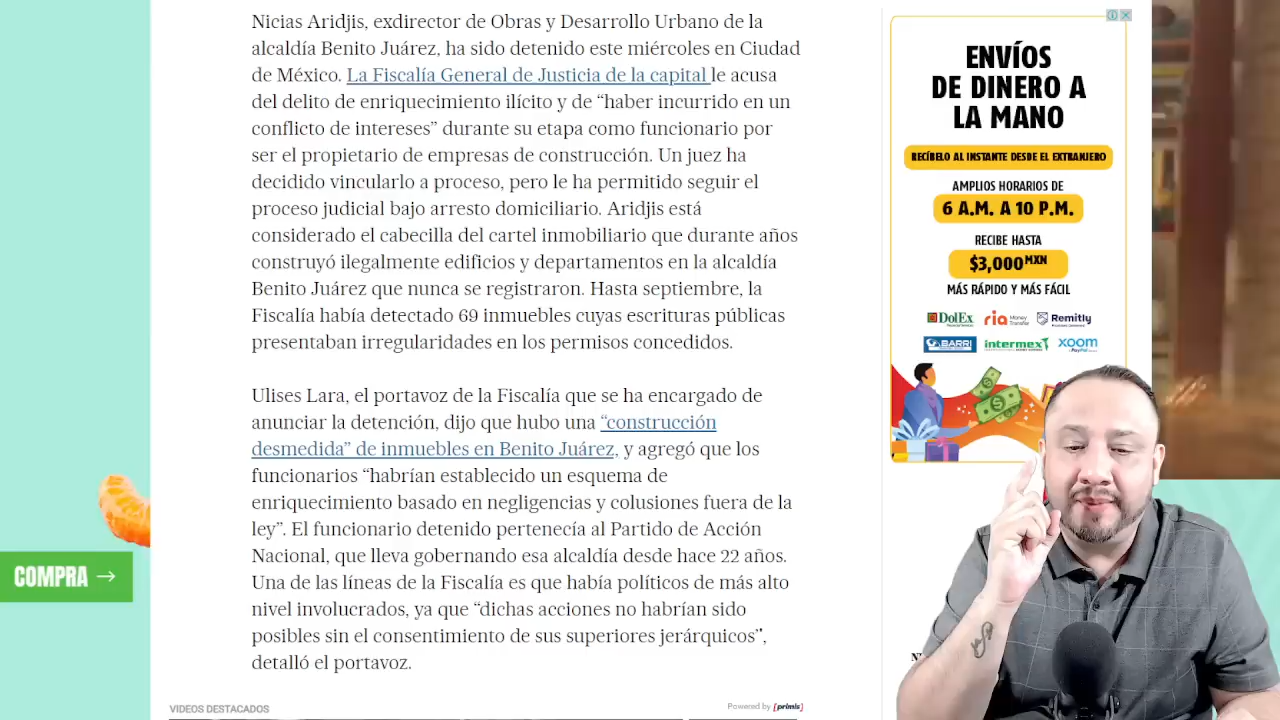 Nicias Aridjis, exdirector de Obras y Desarrollo Urbano de la
alcaldía Benito Juárez, ha sido detenido este miércoles en Ciudad
de México. La Fiscalía General de Justicia de la capital le acusa
del delito de enriquecimiento ilícito y de “haber incurrido en un
conflicto de intereses” durante su etapa como funcionario por
ser el propietario de empresas de construcción. Un juez ha
decidido vincularlo a proceso, pero le ha permitido seguir el
proceso judicial bajo arresto domiciliario. Aridjis está
considerado el cabecilla del cartel inmobiliario que durante años
construyó ilegalmente edificios y departamentos en la alcaldía
Benito Juárez que nunca se registraron. Hasta septiembre, la
Fiscalía había detectado 69 inmuebles cuyas escrituras públicas
presentaban irregularidades en los permisos concedidos.
Ulises Lara, el portavoz de la Fiscalía que se ha encargado de
anunciar la detención, dijo que hubo una “construcción
desmedida” de inmuebles en Benito Juárez, y agregó que los
funcionarios “habrían establecido un esquema de
enriquecimiento basado en negligencias y colusiones fuera de la
ley”. El funcionario detenido pertenecía al Partido de Acción
Nacional, que lleva gobernando esa alcaldía desde hace 22 años.
Una de las líneas de la Fiscalía es que había políticos de más alto
nivel involucrados, ya que “dichas acciones no habrían sido
posibles sin el consentimiento de sus superiores jerárquicos”,
detalló el portavoz.
VIDEOS DESTACADOS
Powered by [primis]
COMPRA →
ENVÍOS
DE DINERO A
LA MANO
RECÍBELO AL INSTANTE DESDE EL EXTRANJERO
AMPLIOS HORARIOS DE
6 A.M. A 10 P.M.
RECIBE HASTA
$3,000 MXN
MÁS RÁPIDO Y MÁS FÁCIL
DolEx ria Money Transfer Remitly
BARRI intermex xoom
PayPal